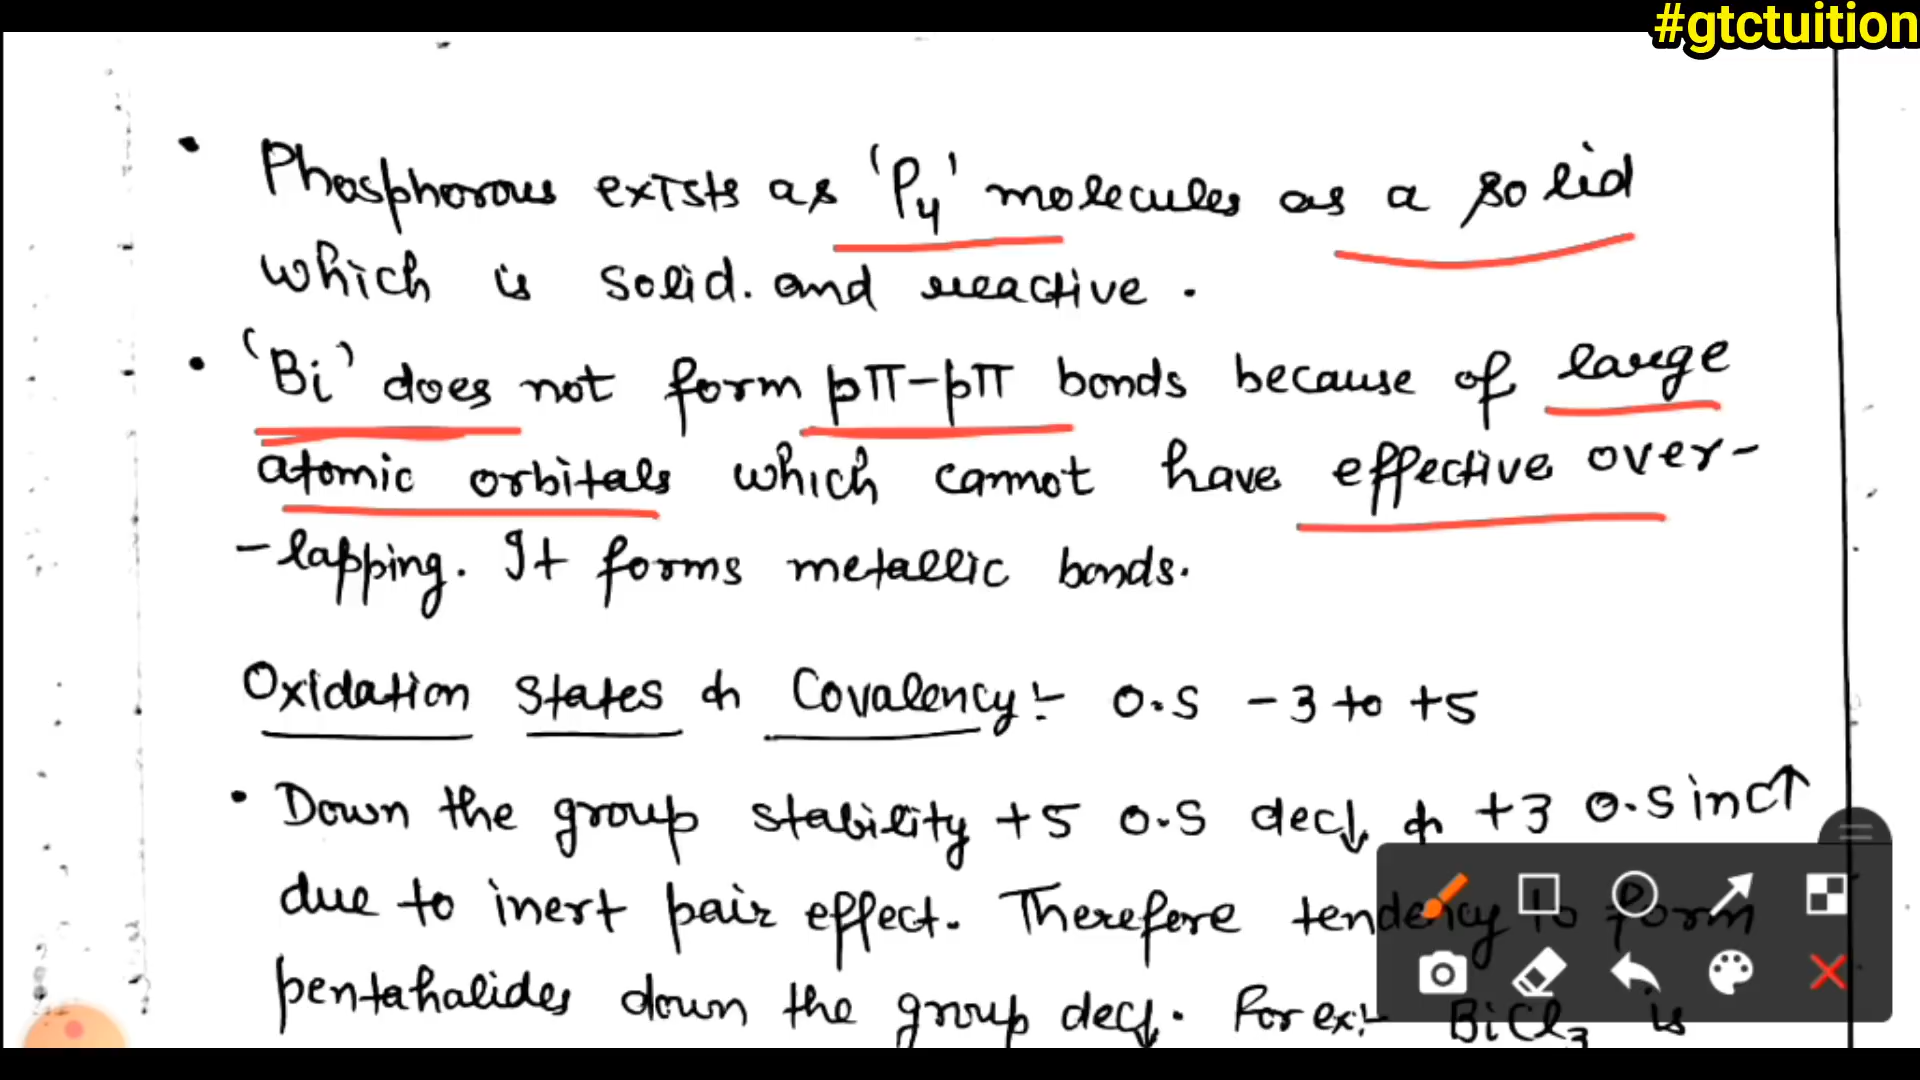 #gtctuition
• Phosphorous exists as 'P4' molecules as a solid
which is solid. and reactive.
• 'Bi' does not form pπ-pπ bonds because of large
atomic orbitals which cannot have effective over-
-lapping. It forms metallic bonds.
Oxidation States & Covalency:- O.S -3 to +5
• Down the group stability +5 O.S dec↓ & +3 O.S inc↑
due to inert pair effect. Therefore tendency to form
pentahalides down the group dec↓. For ex:- BiCl3 is